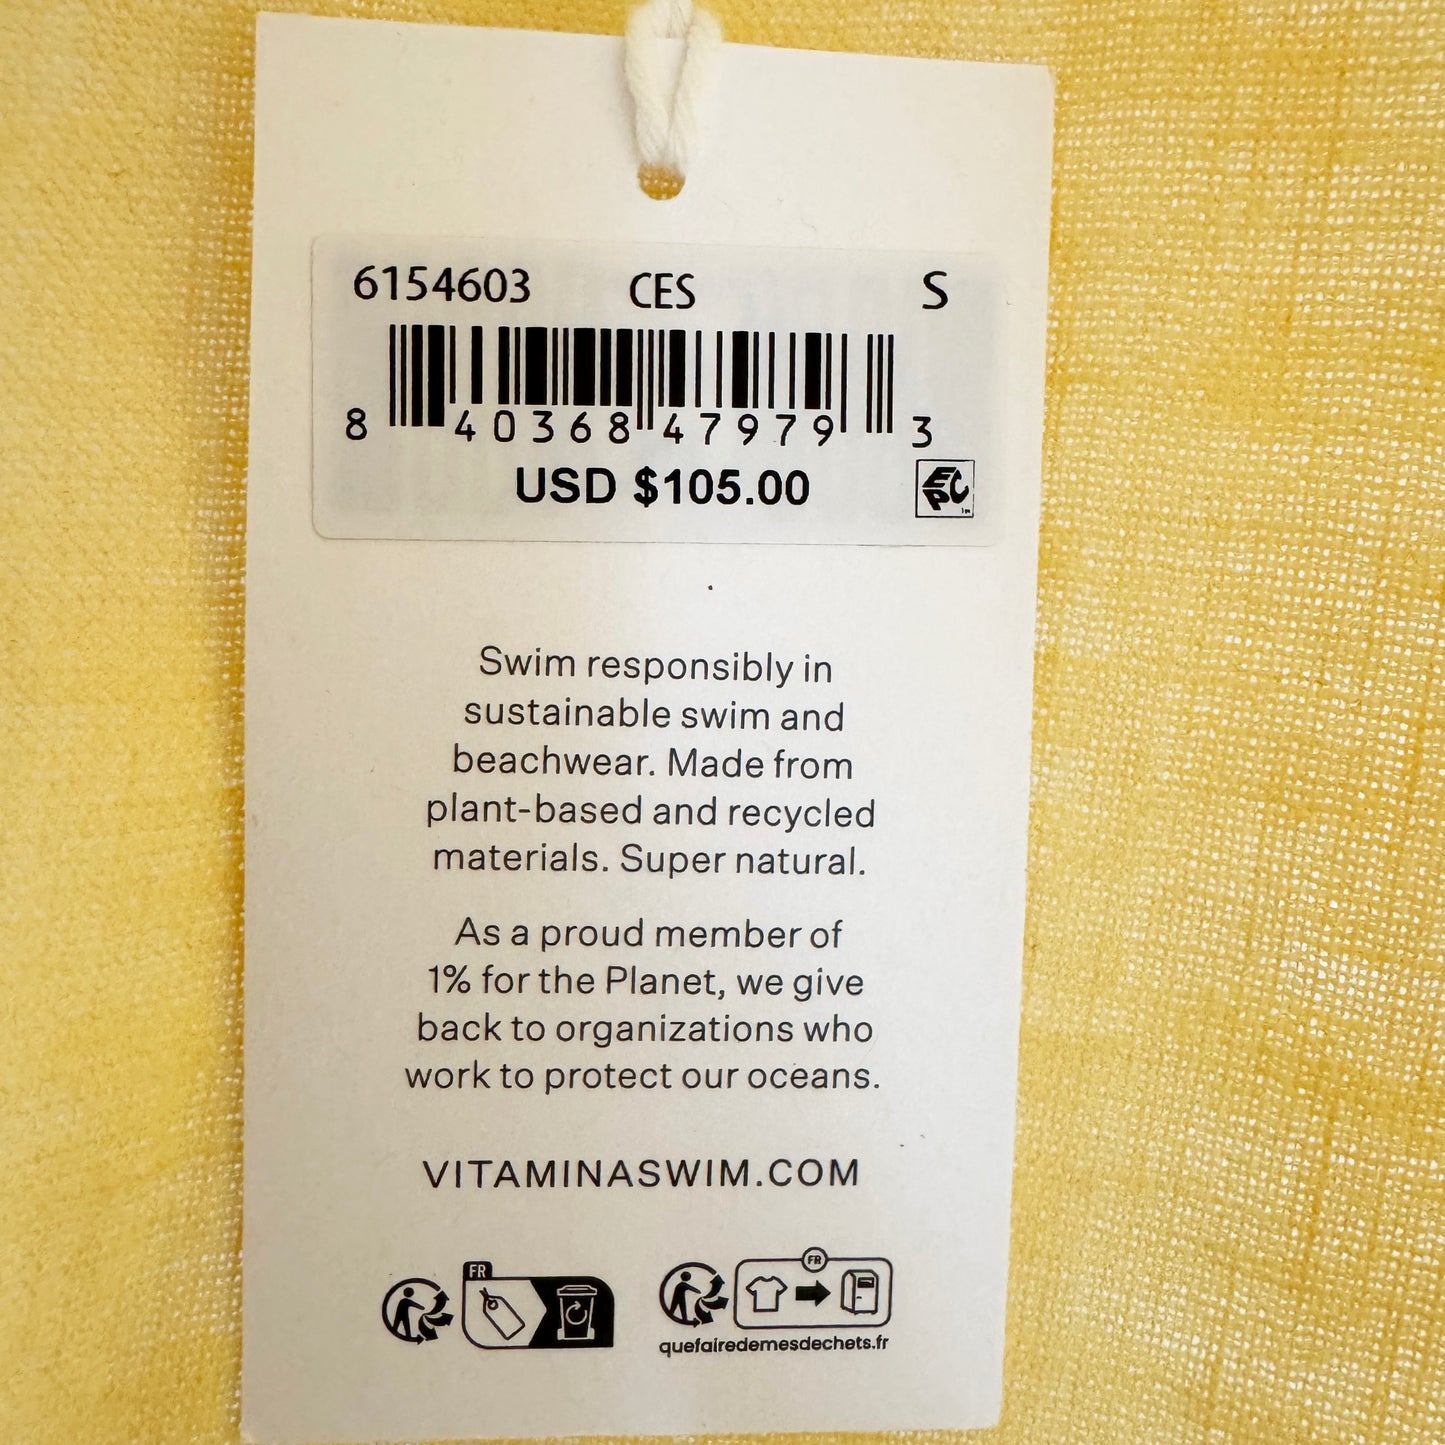 6154603 CES S
8 40368 47979 3
USD $105.00
EPC
Swim responsibly in
sustainable swim and
beachwear. Made from
plant-based and recycled
materials. Super natural.
As a proud member of
1% for the Planet, we give
back to organizations who
work to protect our oceans.
VITAMINASWIM.COM
FR
FR
quefairedemesdechets.fr